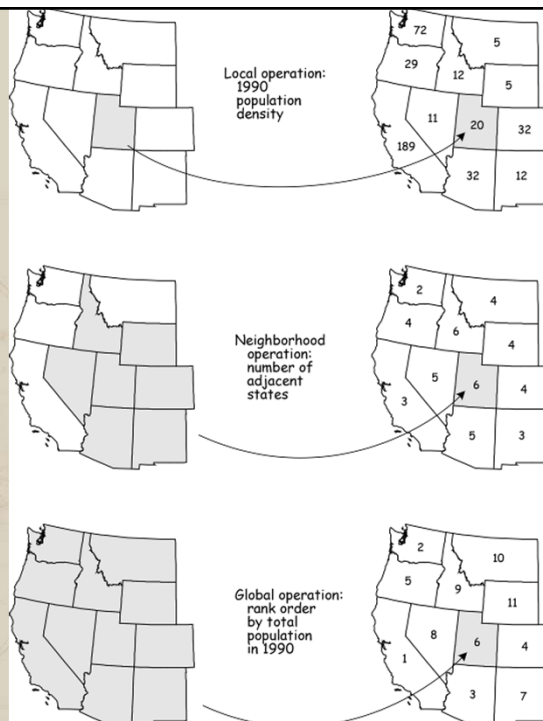 72
5
Local operation:
1990
population
density
29
12
5
11
20
32
189
32
12
2
4
4
6
Neighborhood
operation:
number of
adjacent
states
4
5
6
4
3
5
3
2
10
5
9
Global operation:
rank order
by total
population
in 1990
11
8
6
4
1
3
7